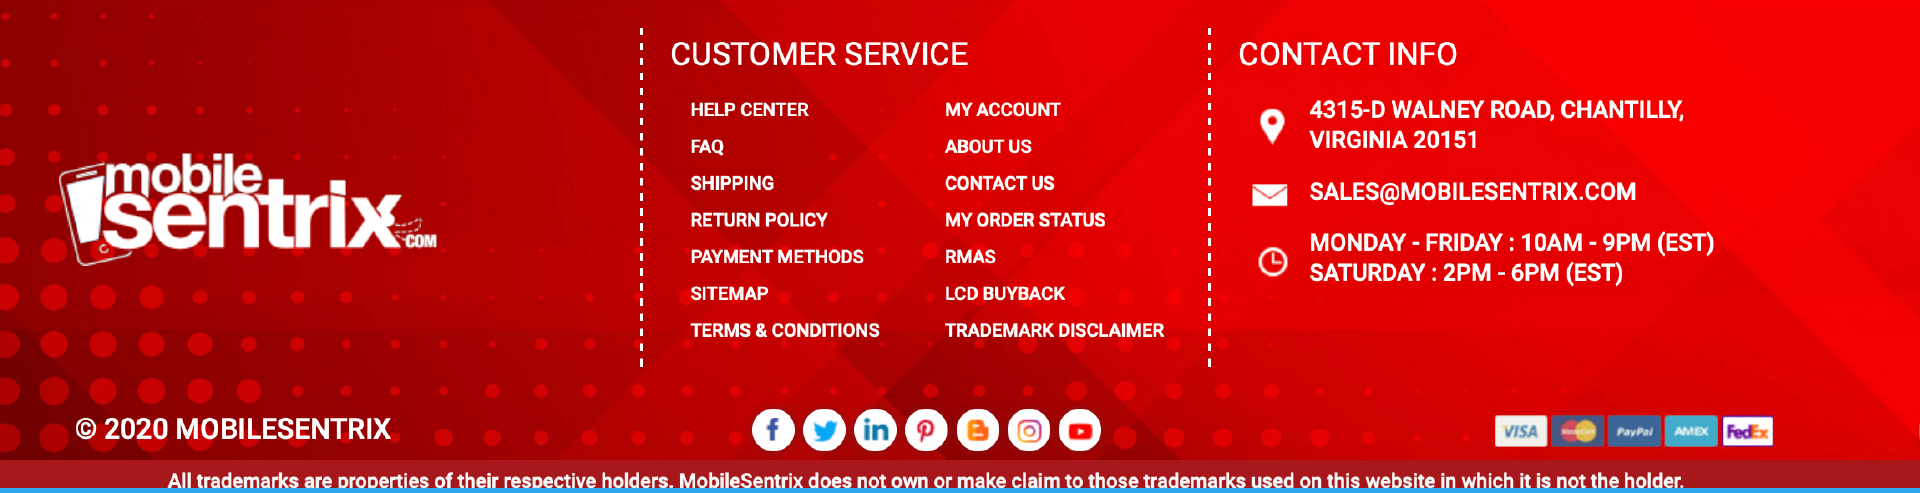 mobile
sentrix
.COM
CUSTOMER SERVICE
HELP CENTER
FAQ
SHIPPING
RETURN POLICY
PAYMENT METHODS
SITEMAP
TERMS & CONDITIONS
MY ACCOUNT
ABOUT US
CONTACT US
MY ORDER STATUS
RMAS
LCD BUYBACK
TRADEMARK DISCLAIMER
CONTACT INFO
4315-D WALNEY ROAD, CHANTILLY,
VIRGINIA 20151
SALES@MOBILESENTRIX.COM
MONDAY - FRIDAY : 10AM - 9PM (EST)
SATURDAY : 2PM - 6PM (EST)
© 2020 MOBILESENTRIX
VISA MasterCard PayPal AMEX FedEx
All trademarks are properties of their respective holders. MobileSentrix does not own or make claim to those trademarks used on this website in which it is not the holder.